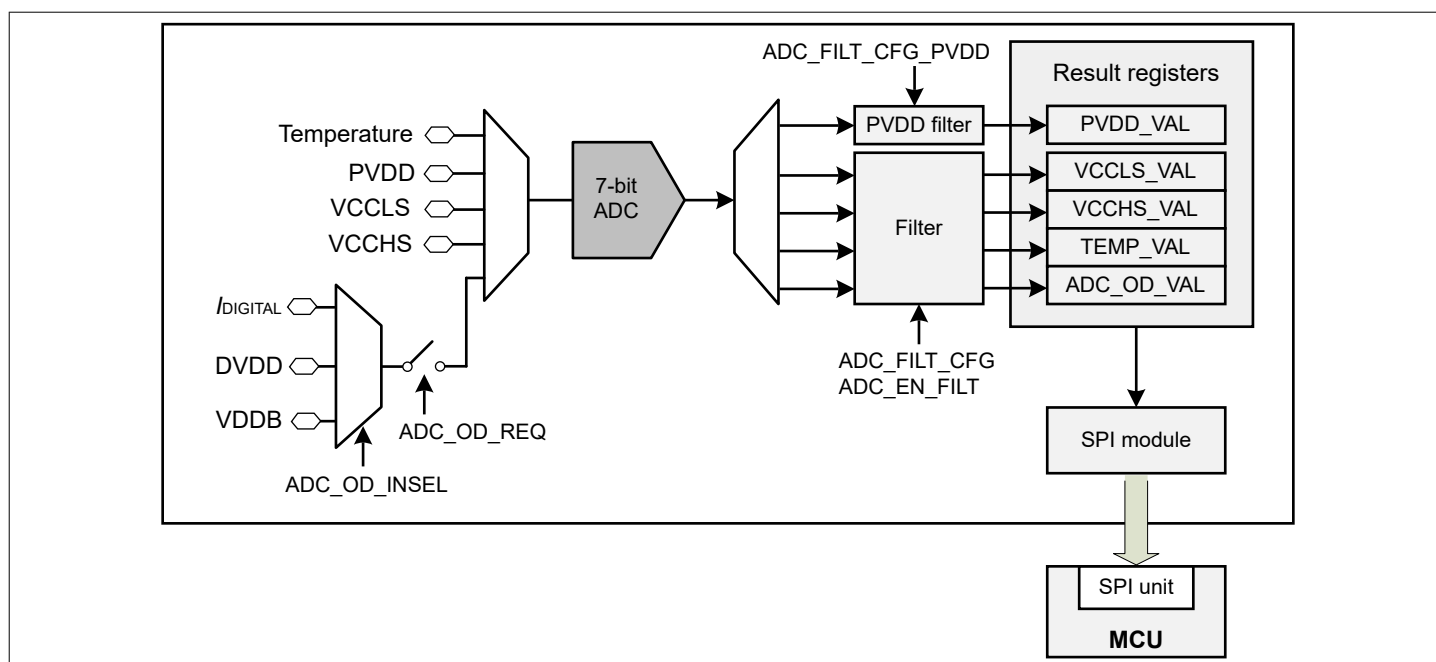 ADC_FILT_CFG_PVDD
Result registers
Temperature
PVDD
VCCLS
VCCHS
7-bit
ADC
PVDD filter
Filter
PVDD_VAL
VCCLS_VAL
VCCHS_VAL
TEMP_VAL
ADC_OD_VAL
IDIGITAL
DVDD
VDDB
ADC_OD_REQ
ADC_OD_INSEL
ADC_FILT_CFG
ADC_EN_FILT
SPI module
SPI unit
MCU